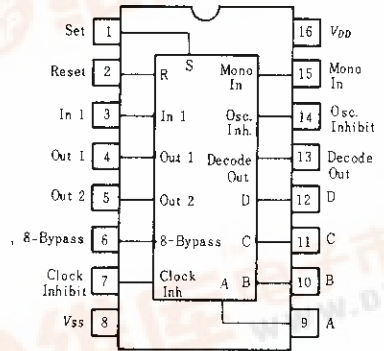 Set 1
S
16 VDD
Reset 2
R
Mono In
15 Mono In
In 1 3
In 1
Osc. Inh.
14 Osc. Inhibit
Out 1 4
Out 1
Decode Out
13 Decode Out
Out 2 5
Out 2
D
12 D
8-Bypass 6
8-Bypass
C
11 C
Clock Inhibit 7
Clock Inh
A
B
10 B
VSS 8
9 A